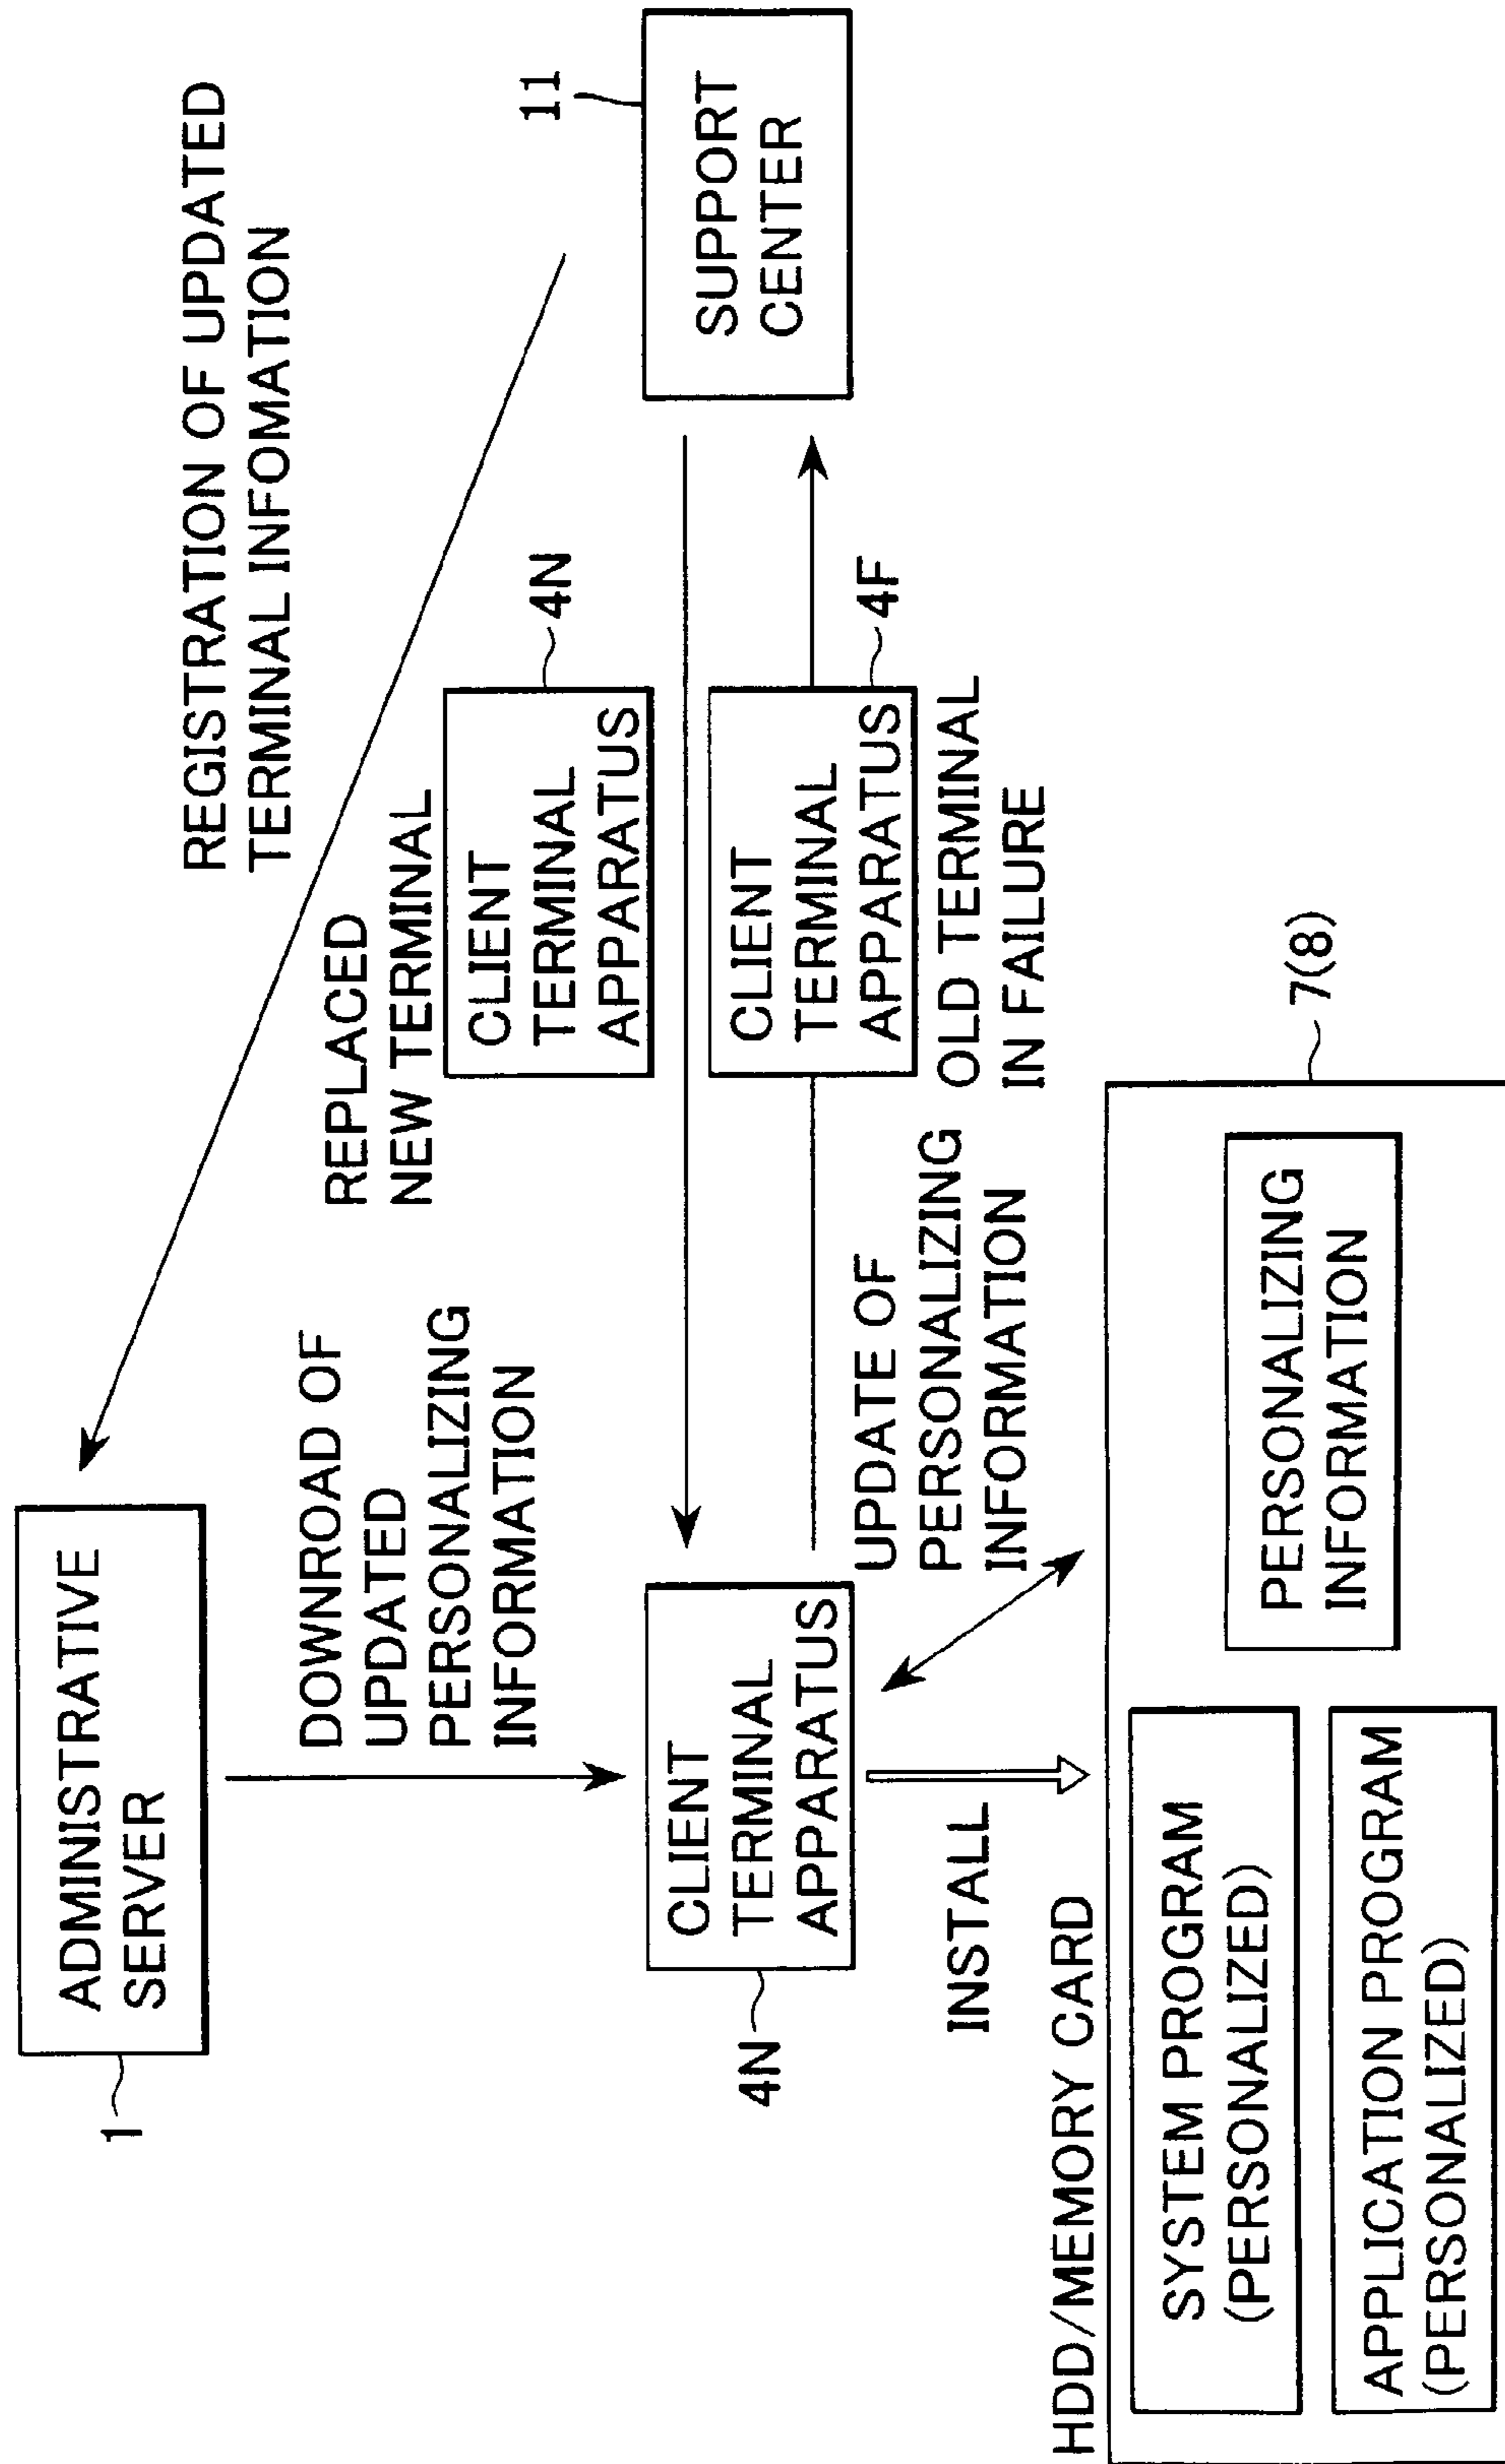 ADMINISTRATIVE
SERVER
1
REGISTRATION OF UPDATED
TERMINAL INFOMATION
DOWNROAD OF
UPDATED
PERSONALIZING
INFORMATION
REPLACED
NEW TERMINAL
CLIENT
TERMINAL
APPARATUS
4N
11
SUPPORT
CENTER
CLIENT
TERMINAL
APPARATUS
4N
CLIENT
TERMINAL
APPARATUS
4F
OLD TERMINAL
IN FAILURE
UPDATE OF
PERSONALIZING
INFORMATION
INSTALL
HDD/MEMORY CARD
7(8)
SYSTEM PROGRAM
(PERSONALIZED)
PERSONALIZING
INFORMATION
APPLICATION PROGRAM
(PERSONALIZED)